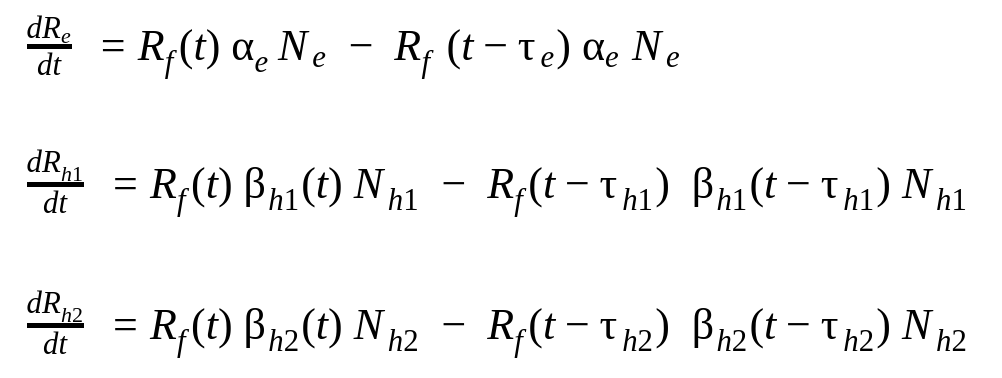 dR_e/dt = R_f(t) α_e N_e − R_f (t − τ_e) α_e N_e
dR_h1/dt = R_f(t) β_h1(t) N_h1 − R_f(t − τ_h1) β_h1(t − τ_h1) N_h1
dR_h2/dt = R_f(t) β_h2(t) N_h2 − R_f(t − τ_h2) β_h2(t − τ_h2) N_h2